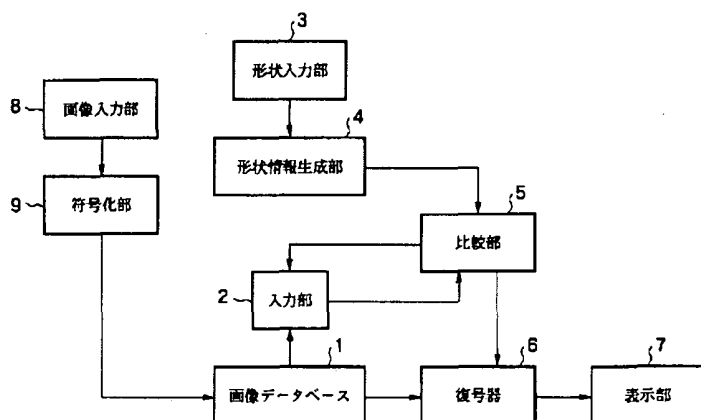 3
形状入力部
8
画像入力部
4
形状情報生成部
9
符号化部
5
比較部
2
入力部
1
画像データベース
6
復号器
7
表示部